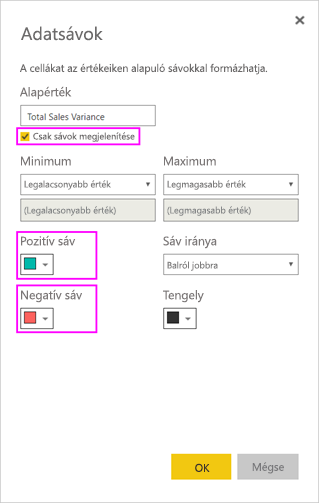 Adatsávok
A cellákat az értékeiken alapuló sávokkal formázhatja.
Alapérték
Total Sales Variance
Csak sávok megjelenítése
Minimum Maximum
Legalacsonyabb érték Legmagasabb érték
(Legalacsonyabb érték) (Legmagasabb érték)
Pozitív sáv Sáv iránya
Balról jobbra
Negatív sáv Tengely
OK Mégse